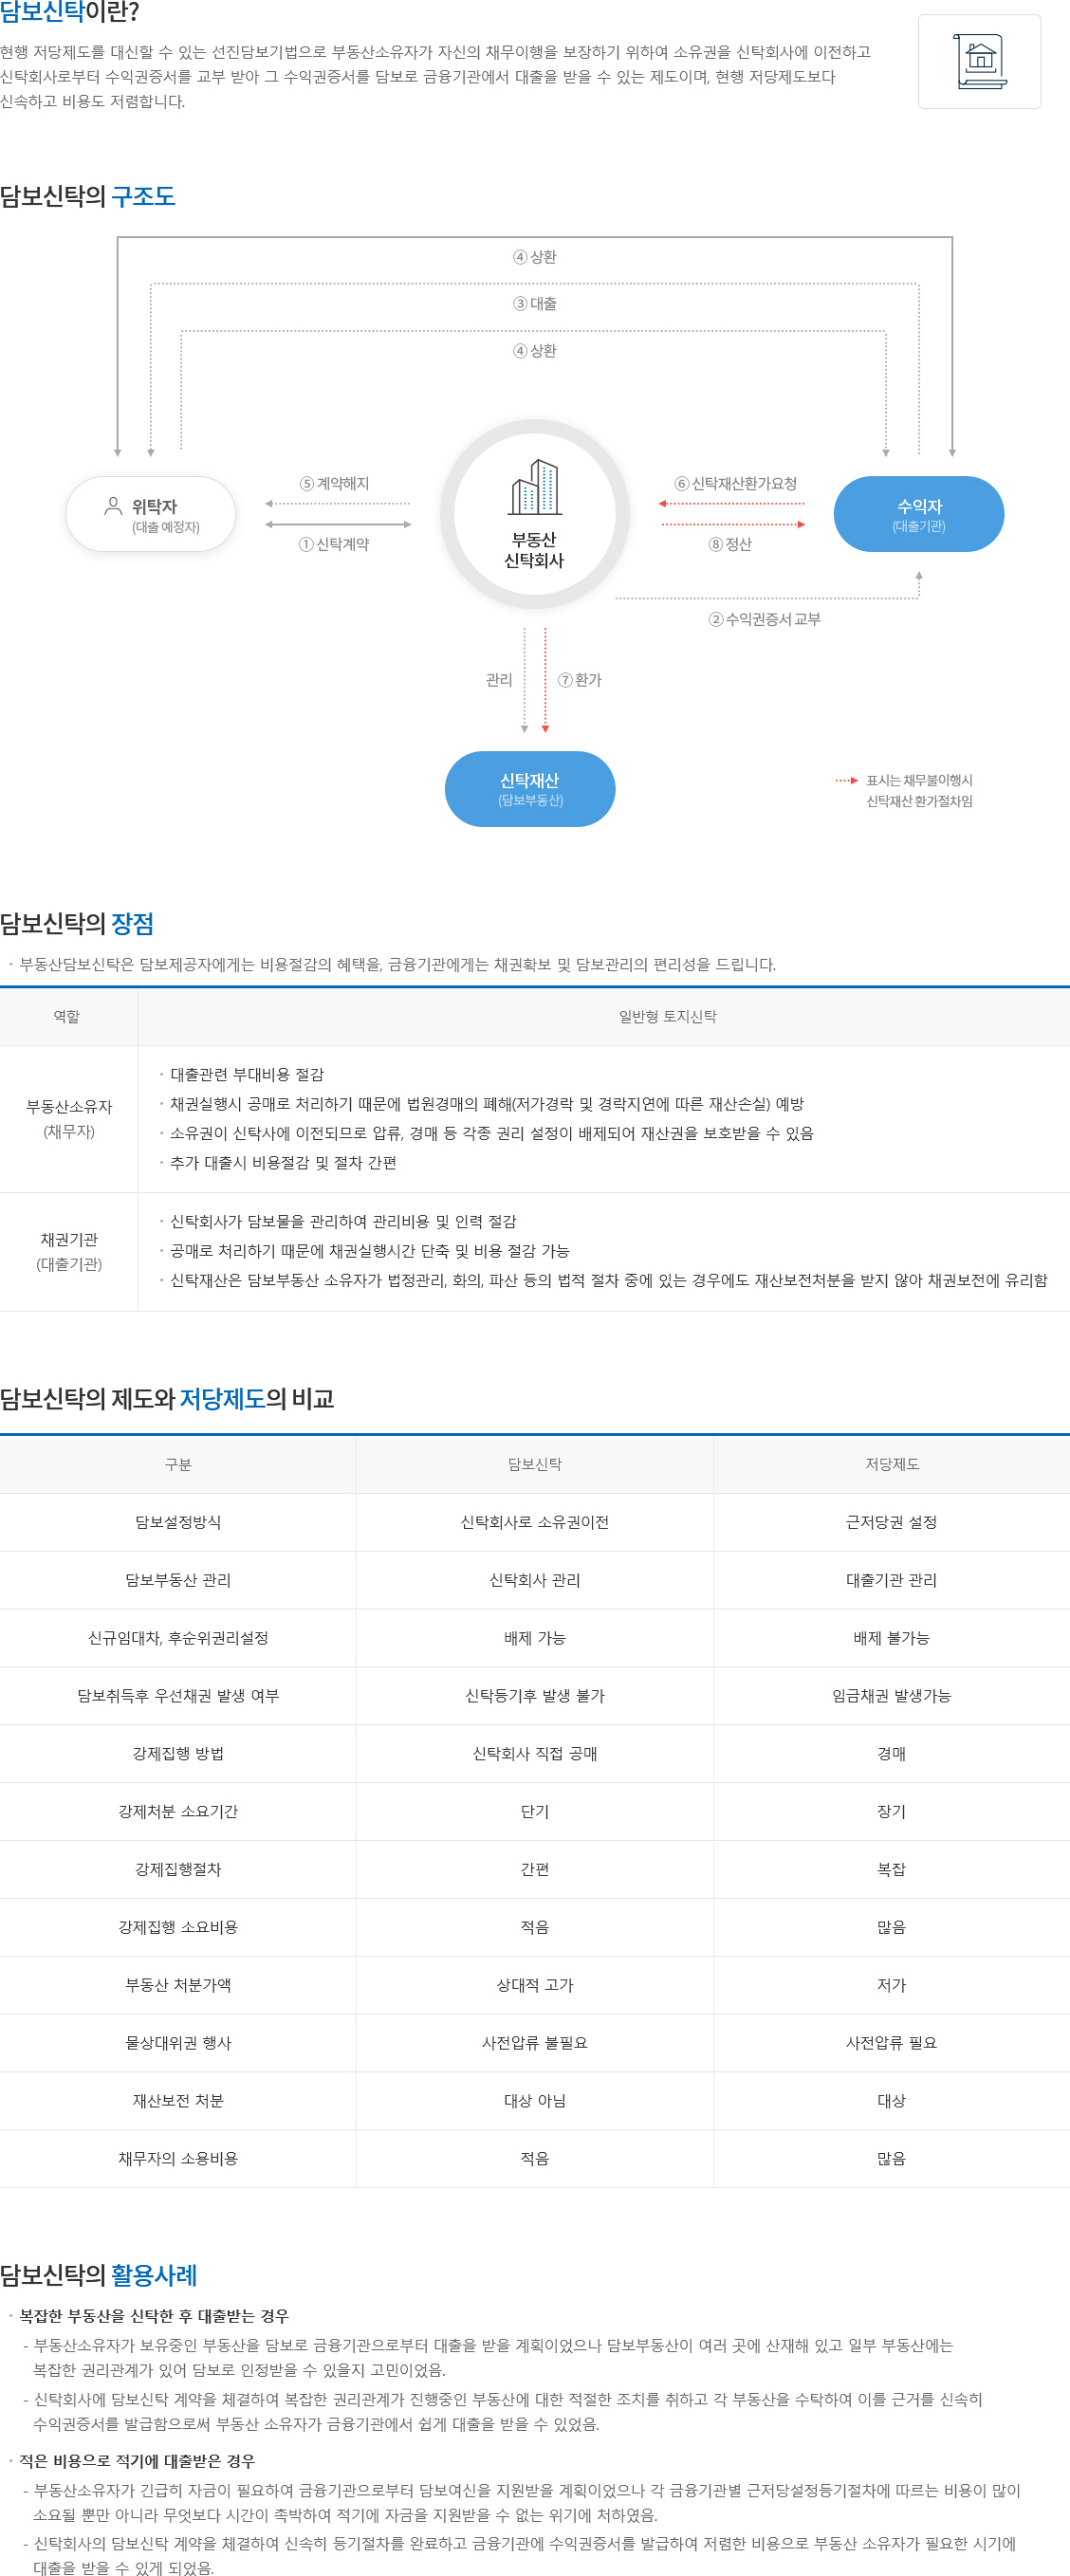 담보신탁이란?
현행 저당제도를 대신할 수 있는 선진담보기법으로 부동산소유자가 자신의 채무이행을 보장하기 위하여 소유권을 신탁회사에 이전하고
신탁회사로부터 수익권증서를 교부 받아 그 수익권증서를 담보로 금융기관에서 대출을 받을 수 있는 제도이며, 현행 저당제도보다
신속하고 비용도 저렴합니다.
담보신탁의 구조도
④ 상환
③ 대출
④ 상환
⑤ 계약해지
① 신탁계약
위탁자
(대출 예정자)
부동산
신탁회사
⑥ 신탁재산환가요청
⑧ 정산
수익자
(대출기관)
② 수익권증서 교부
관리
⑦ 환가
신탁재산
(담보부동산)
표시는 채무불이행시
신탁재산 환가절차임
담보신탁의 장점
· 부동산담보신탁은 담보제공자에게는 비용절감의 혜택을, 금융기관에게는 채권확보 및 담보관리의 편리성을 드립니다.
역할 일반형 토지신탁
부동산소유자
(채무자)
· 대출관련 부대비용 절감
· 채권실행시 공매로 처리하기 때문에 법원경매의 폐해(저가경락 및 경락지연에 따른 재산손실) 예방
· 소유권이 신탁사에 이전되므로 압류, 경매 등 각종 권리 설정이 배제되어 재산권을 보호받을 수 있음
· 추가 대출시 비용절감 및 절차 간편
채권기관
(대출기관)
· 신탁회사가 담보물을 관리하여 관리비용 및 인력 절감
· 공매로 처리하기 때문에 채권실행시간 단축 및 비용 절감 가능
· 신탁재산은 담보부동산 소유자가 법정관리, 화의, 파산 등의 법적 절차 중에 있는 경우에도 재산보전처분을 받지 않아 채권보전에 유리함
담보신탁의 제도와 저당제도의 비교
구분 담보신탁 저당제도
담보설정방식 신탁회사로 소유권이전 근저당권 설정
담보부동산 관리 신탁회사 관리 대출기관 관리
신규임대차, 후순위권리설정 배제 가능 배제 불가능
담보취득후 우선채권 발생 여부 신탁등기후 발생 불가 임금채권 발생가능
강제집행 방법 신탁회사 직접 공매 경매
강제처분 소요기간 단기 장기
강제집행절차 간편 복잡
강제집행 소요비용 적음 많음
부동산 처분가액 상대적 고가 저가
물상대위권 행사 사전압류 불필요 사전압류 필요
재산보전 처분 대상 아님 대상
채무자의 소용비용 적음 많음
담보신탁의 활용사례
· 복잡한 부동산을 신탁한 후 대출받는 경우
- 부동산소유자가 보유중인 부동산을 담보로 금융기관으로부터 대출을 받을 계획이었으나 담보부동산이 여러 곳에 산재해 있고 일부 부동산에는
복잡한 권리관계가 있어 담보로 인정받을 수 있을지 고민이었음.
- 신탁회사에 담보신탁 계약을 체결하여 복잡한 권리관계가 진행중인 부동산에 대한 적절한 조치를 취하고 각 부동산을 수탁하여 이를 근거를 신속히
수익권증서를 발급함으로써 부동산 소유자가 금융기관에서 쉽게 대출을 받을 수 있었음.
· 적은 비용으로 적기에 대출받은 경우
- 부동산소유자가 긴급히 자금이 필요하여 금융기관으로부터 담보여신을 지원받을 계획이었으나 각 금융기관별 근저당설정등기절차에 따르는 비용이 많이
소요될 뿐만 아니라 무엇보다 시간이 촉박하여 적기에 자금을 지원받을 수 없는 위기에 처하였음.
- 신탁회사의 담보신탁 계약을 체결하여 신속히 등기절차를 완료하고 금융기관에 수익권증서를 발급하여 저렴한 비용으로 부동산 소유자가 필요한 시기에
대출을 받을 수 있게 되었음.